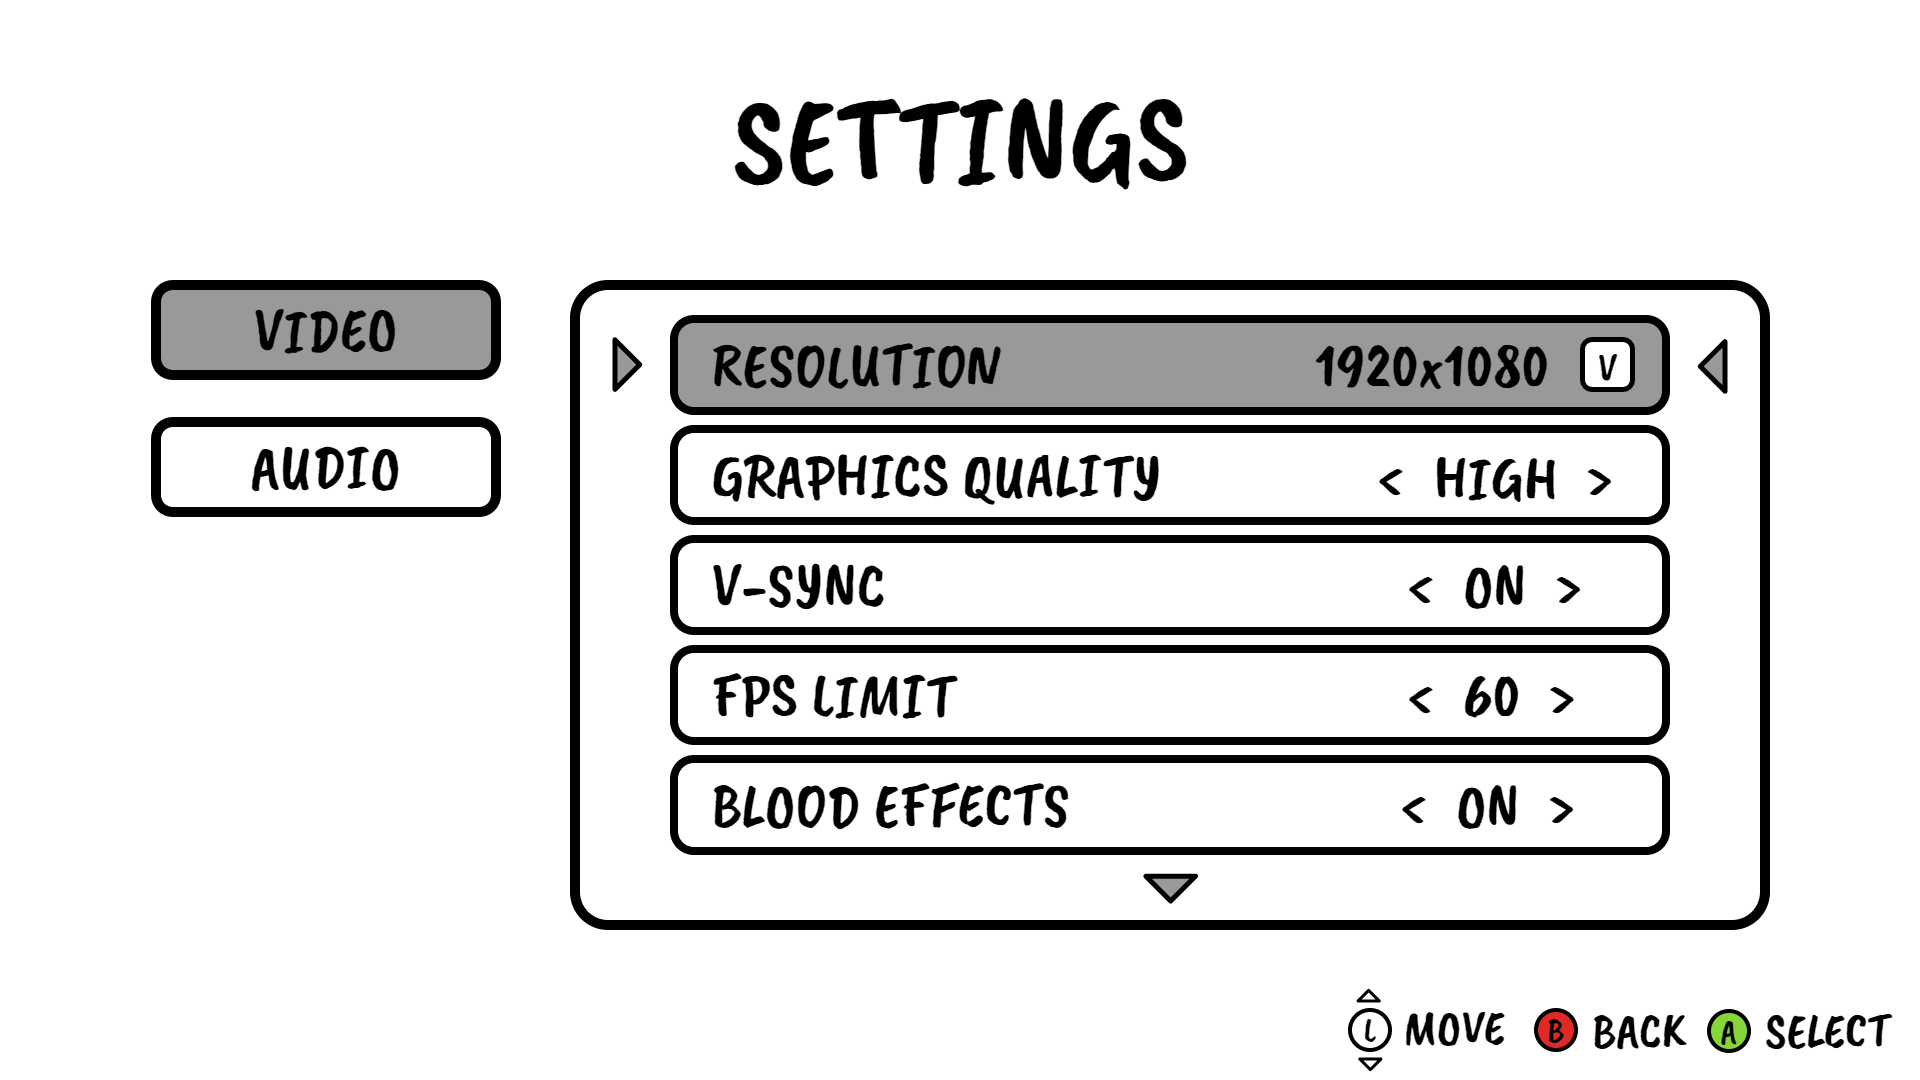 SETTINGS
VIDEO
AUDIO
RESOLUTION 1920x1080 V
GRAPHICS QUALITY < HIGH >
V-SYNC < ON >
FPS LIMIT < 60 >
BLOOD EFFECTS < ON >
L MOVE B BACK A SELECT